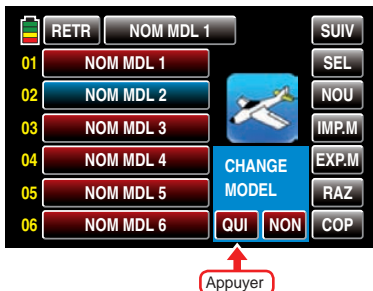 RETR NOM MDL 1 SUIV
01 NOM MDL 1 SEL
02 NOM MDL 2 NOU
03 NOM MDL 3 IMP.M
04 NOM MDL 4 EXP.M
05 NOM MDL 5 RAZ
06 NOM MDL 6 COP
CHANGE
MODEL
QUI NON
Appuyer